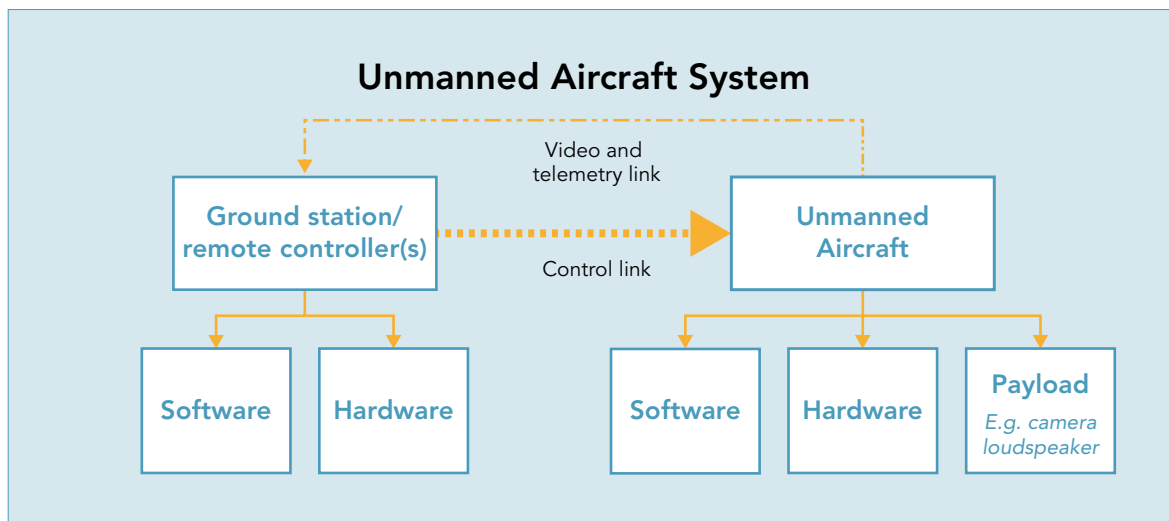 Unmanned Aircraft System
Video and
telemetry link
Ground station/
remote controller(s)
Unmanned
Aircraft
Control link
Software
Hardware
Software
Hardware
Payload
E.g. camera
loudspeaker